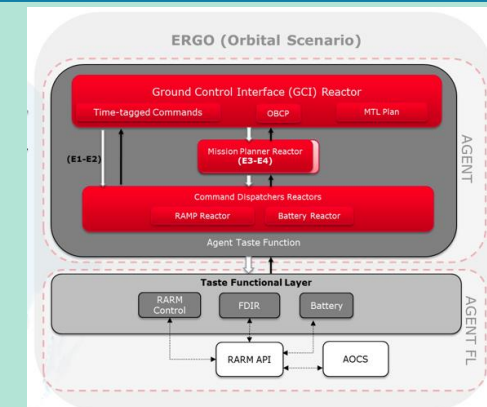 ERGO (Orbital Scenario)
Ground Control Interface (GCI) Reactor
Time-tagged Commands
OBCP
MTL Plan
(E1-E2)
Mission Planner Reactor
(E3-E4)
Command Dispatchers Reactors
RAMP Reactor
Battery Reactor
Agent Taste Function
AGENT
Taste Functional Layer
RARM
Control
FDIR
Battery
RARM API
AOCS
AGENT FL